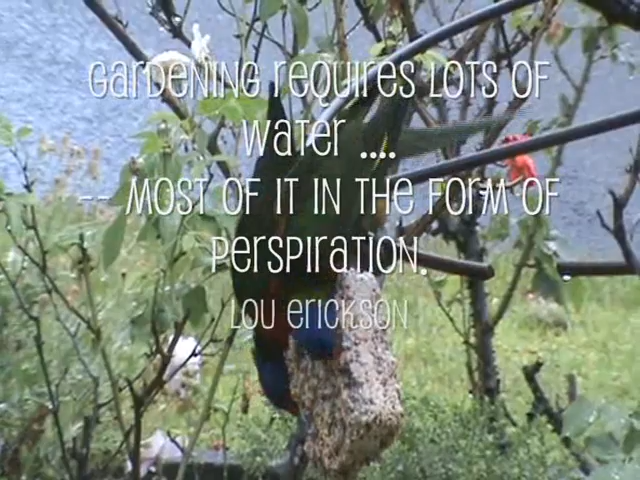 Gardening requires lots of
water ....
-- most of it in the form of
perspiration.
Lou Erickson